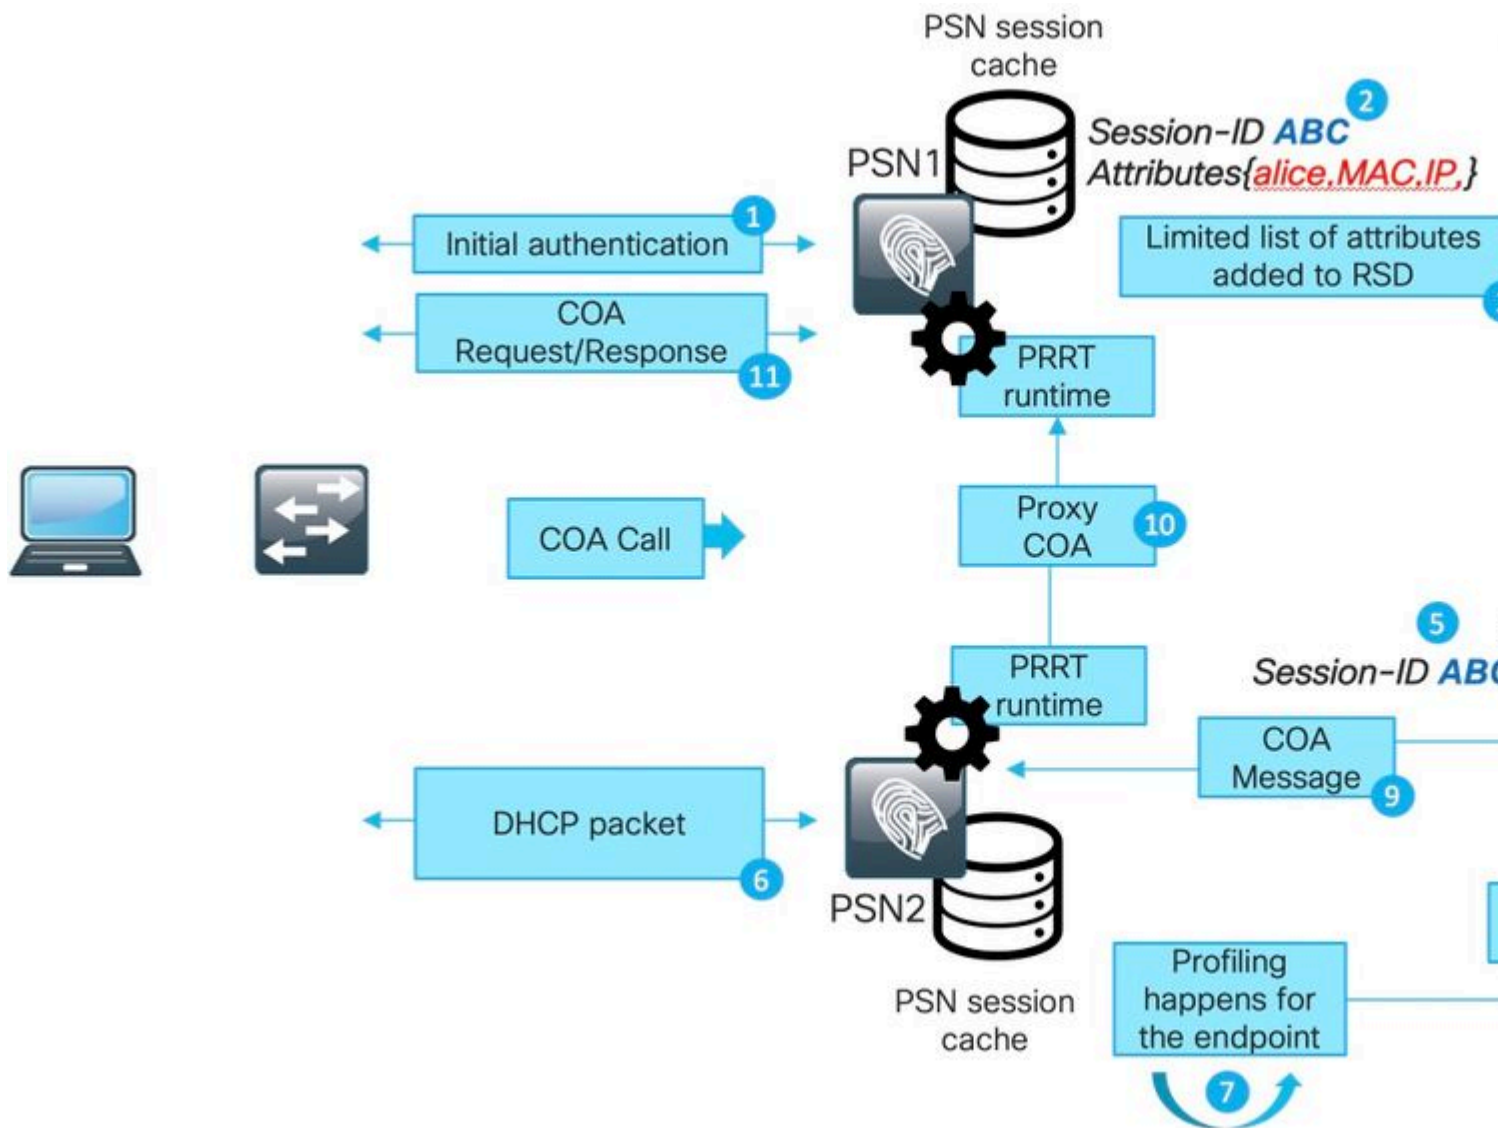 PSN session
cache
2
Session-ID ABC
Attributes{alice,MAC,IP,}
PSN1
1
Initial authentication
Limited list of attributes
added to RSD
COA
Request/Response
11
PRRT
runtime
COA Call
Proxy
COA
10
5
Session-ID ABC
PRRT
runtime
COA
Message
9
DHCP packet
6
PSN2
PSN session
cache
Profiling
happens for
the endpoint
7